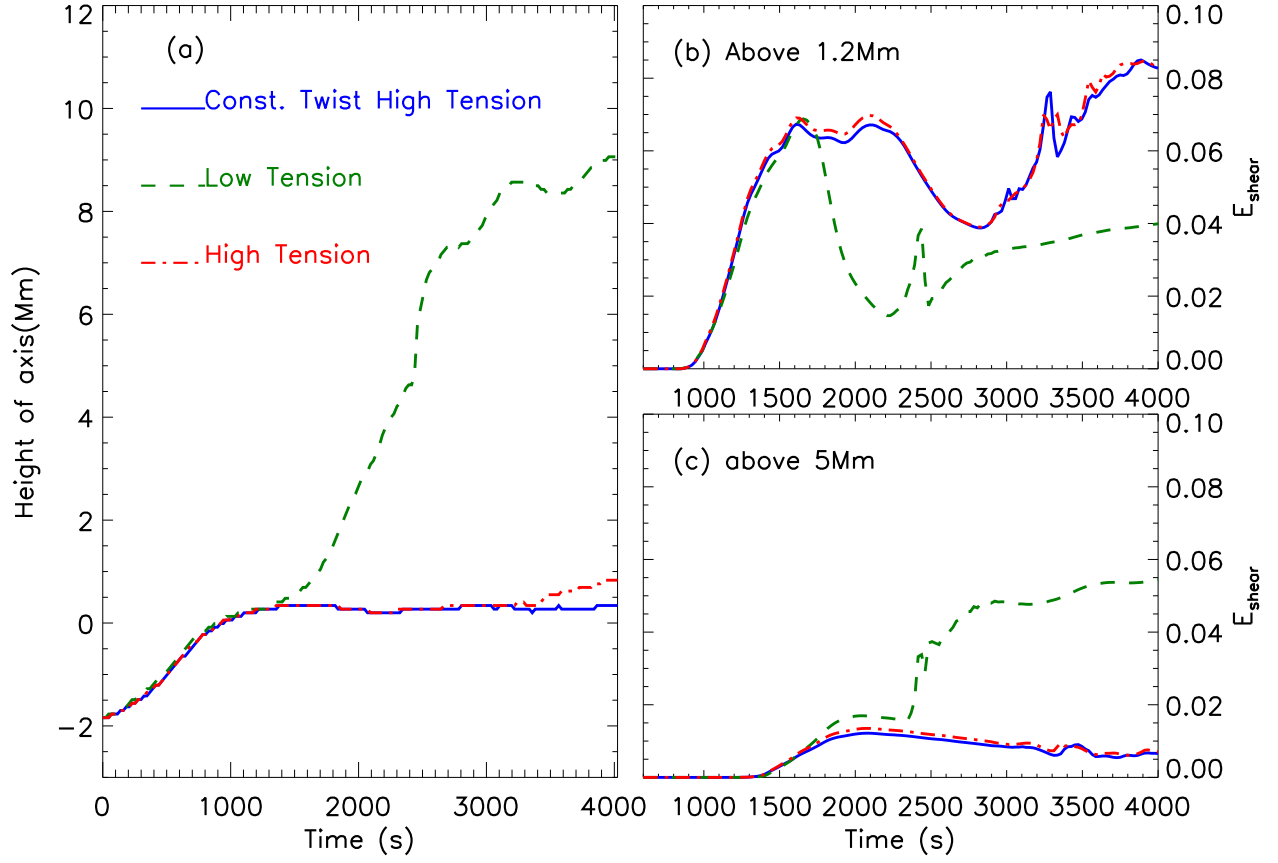 (a)
Const. Twist High Tension
Low Tension
High Tension
Height of axis(Mm)
12
10
8
6
4
2
0
−2
0 1000 2000 3000 4000
Time (s)
(b) Above 1.2Mm
0.10
0.08
0.06
0.04
0.02
0.00
E_shear
1000 1500 2000 2500 3000 3500 4000
(c) above 5Mm
0.10
0.08
0.06
0.04
0.02
0.00
E_shear
1000 1500 2000 2500 3000 3500 4000
Time (s)